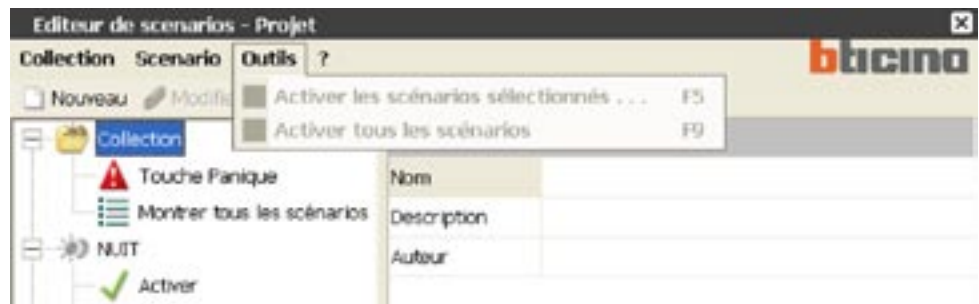 Editeur de scenarios - Projet
Collection Scenario Outils ?
bticino
Nouveau Modifie
Activer les scénarios sélectionnés . . . F5
Activer tous les scénarios F9
Collection
Touche Panique
Montrer tous les scénarios
NUIT
Activer
Nom
Description
Auteur